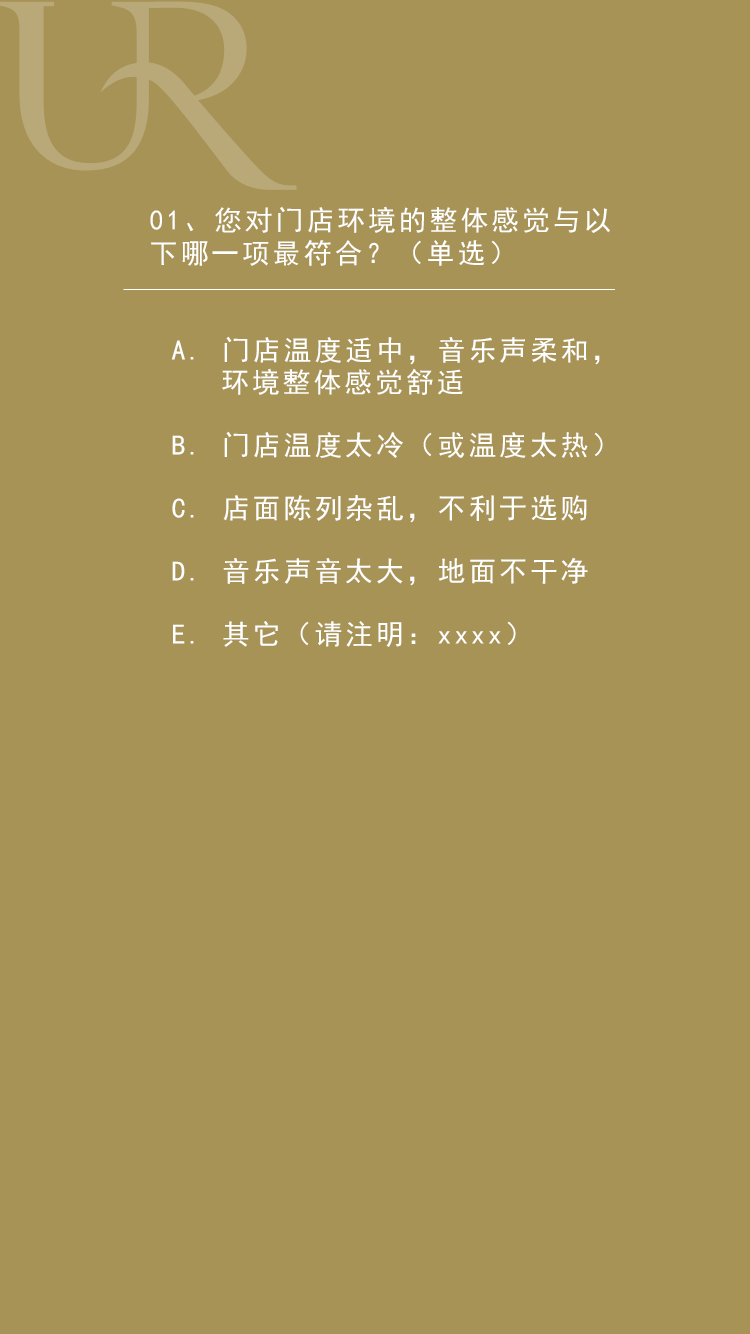 UR
01、您对门店环境的整体感觉与以
下哪一项最符合？（单选）
A. 门店温度适中，音乐声柔和，
环境整体感觉舒适
B. 门店温度太冷（或温度太热）
C. 店面陈列杂乱，不利于选购
D. 音乐声音太大，地面不干净
E. 其它（请注明：xxxx）